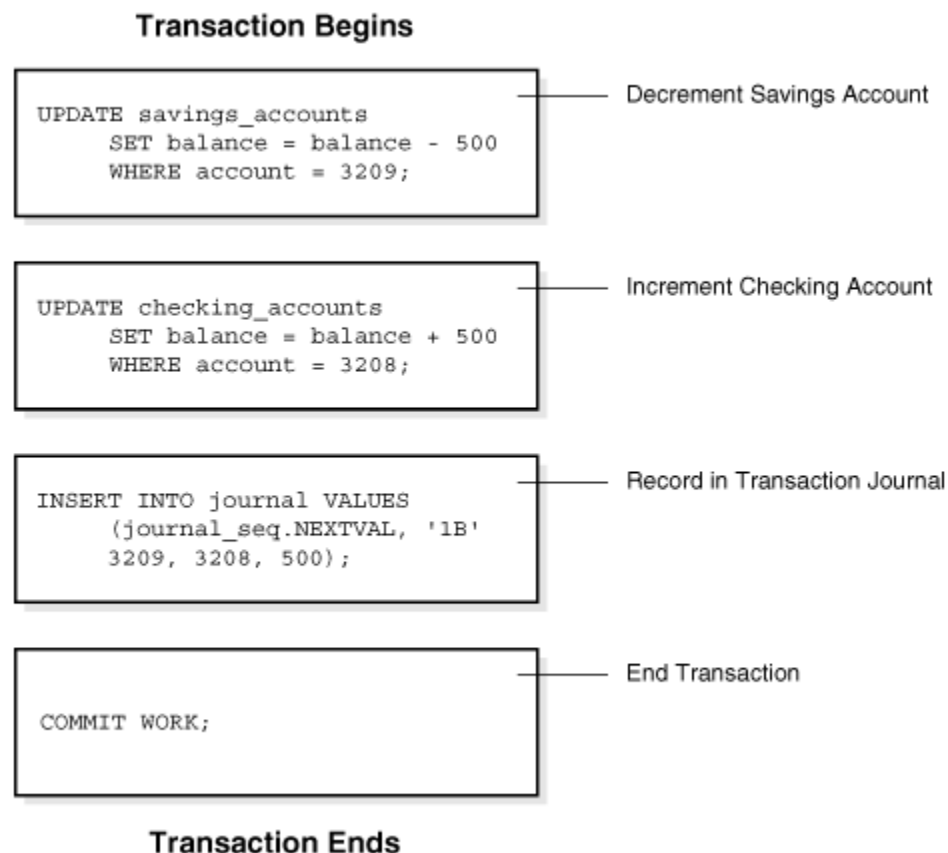 Transaction Begins
UPDATE savings_accounts
SET balance = balance - 500
WHERE account = 3209;
Decrement Savings Account
UPDATE checking_accounts
SET balance = balance + 500
WHERE account = 3208;
Increment Checking Account
INSERT INTO journal VALUES
(journal_seq.NEXTVAL, '1B'
3209, 3208, 500);
Record in Transaction Journal
COMMIT WORK;
End Transaction
Transaction Ends